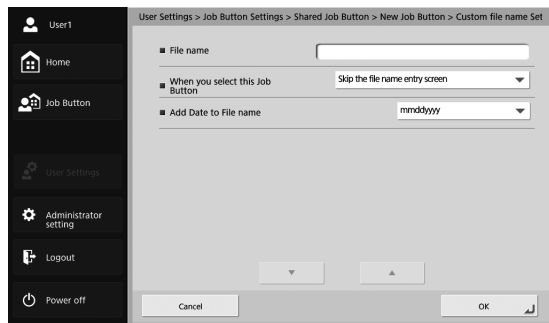 User1
Home
Job Button
User Settings
Administrator
setting
Logout
Power off
User Settings > Job Button Settings > Shared Job Button > New Job Button > Custom file name Set
File name
When you select this Job
Button
Skip the file name entry screen
Add Date to File name
mmddyyyy
Cancel
OK